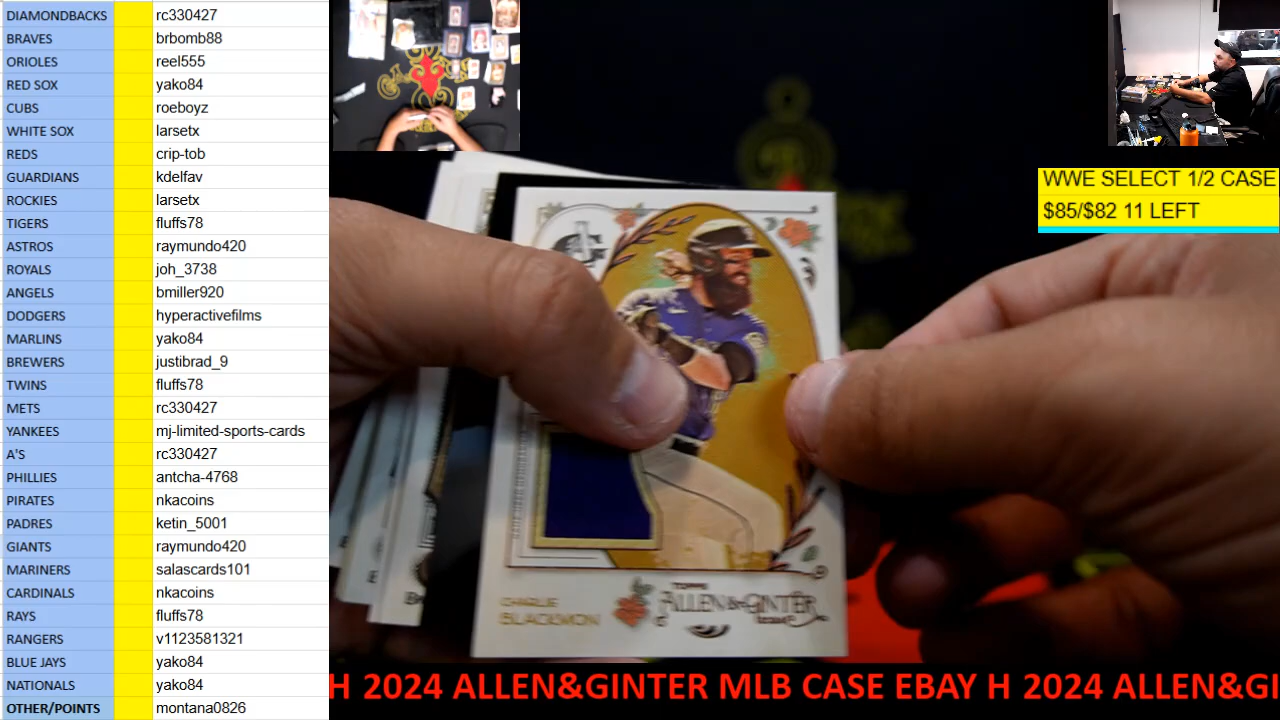 DIAMONDBACKS rc330427
BRAVES brbomb88
ORIOLES reel555
RED SOX yako84
CUBS roeboyz
WHITE SOX larsetx
REDS crip-tob
GUARDIANS kdelfav
ROCKIES larsetx
TIGERS fluffs78
ASTROS raymundo420
ROYALS joh_3738
ANGELS bmiller920
DODGERS hyperactivefilms
MARLINS yako84
BREWERS justibrad_9
TWINS fluffs78
METS rc330427
YANKEES mj-limited-sports-cards
A'S rc330427
PHILLIES antcha-4768
PIRATES nkacoins
PADRES ketin_5001
GIANTS raymundo420
MARINERS salascards101
CARDINALS nkacoins
RAYS fluffs78
RANGERS v1123581321
BLUE JAYS yako84
NATIONALS yako84
OTHER/POINTS montana0826
WWE SELECT 1/2 CASE
$85/$82 11 LEFT
CHARLIE
BLACKMON
TOPPS
ALLEN & GINTER
H 2024 ALLEN&GINTER MLB CASE EBAY H 2024 ALLEN&GI